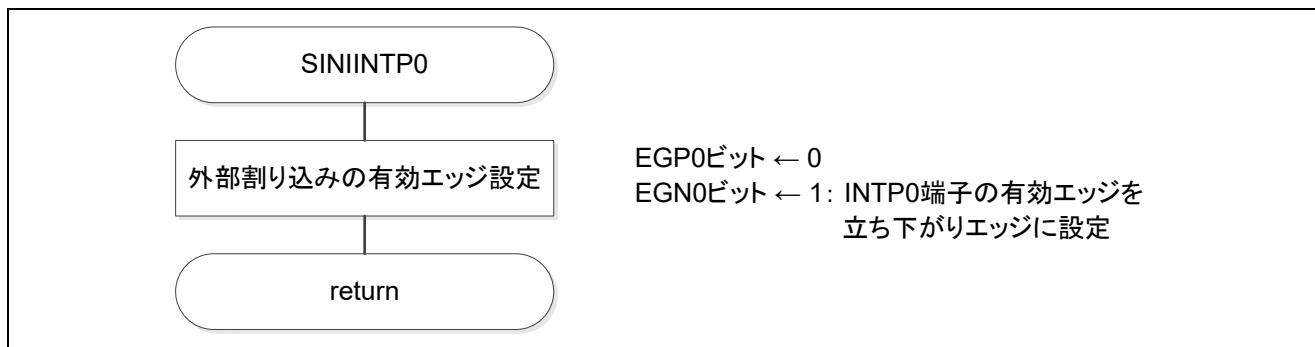 SINIINTP0
外部割り込みの有効エッジ設定
EGP0ビット ← 0
EGN0ビット ← 1： INTP0端子の有効エッジを
立ち下がりエッジに設定
return